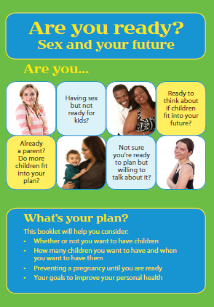 Are you ready?
Sex and your future
Are you...
Having sex
but not
ready for
kids?
Ready to
think about
if children
fit into your
future?
Already
a parent?
Do more
children fit
into your
plan?
Not sure
you're ready
to plan but
willing to
talk about it?
What's your plan?
This booklet will help you consider:
• Whether or not you want to have children
• How many children you want to have and when
you want to have them
• Preventing a pregnancy until you are ready
• Your goals to improve your personal health